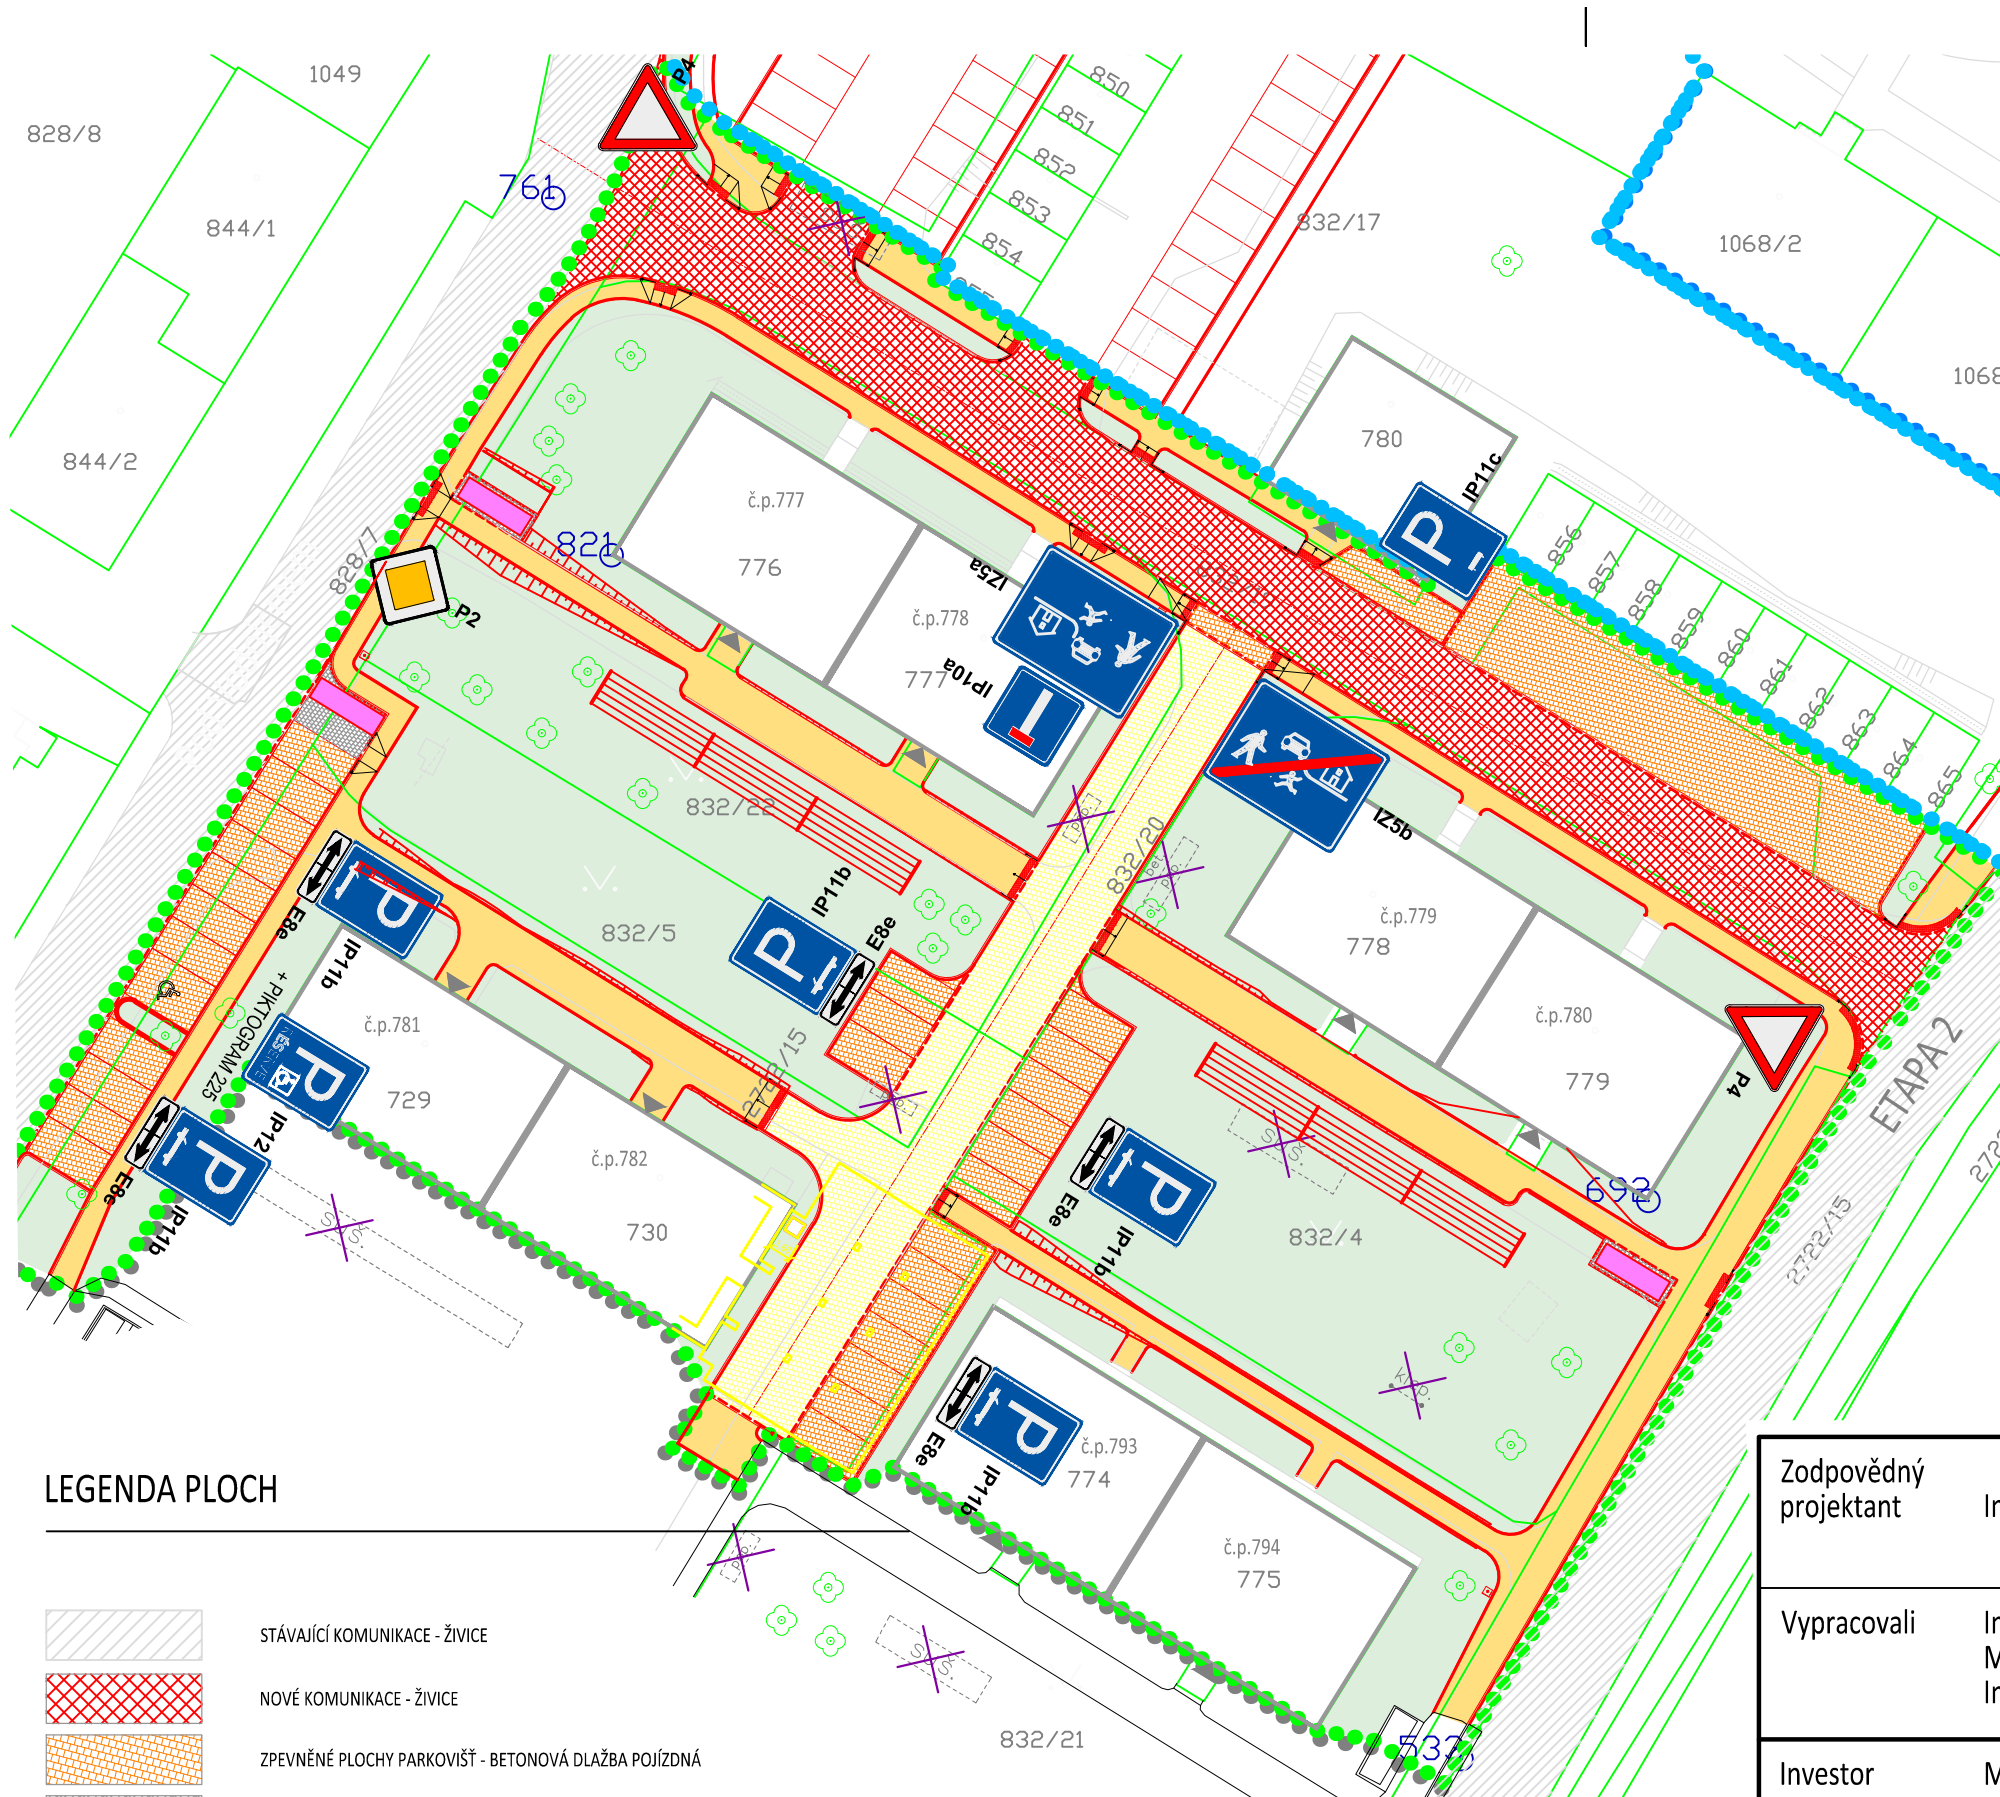 1049
828/8
844/1
844/2
761
P4
850
851
852
853
854
832/17
1068/2
1068
780
IP11c
856
857
858
859
860
861
862
863
864
865
č.p.777
776
821
828/7
P2
IZ5a
č.p.778
777
IP10a
IZ5b
832/22
832/20
832/5
IP11b
E8e
E8e
IP11b
č.p.779
778
č.p.780
779
P4
ETAPA 2
2722/15
+ PIKTOGRAM 225
č.p.781
729
IP12
E8e
IP11b
č.p.782
730
2722/15
E8e
IP11b
692
832/4
E8e
IP11b
č.p.793
774
č.p.794
775
832/21
532
LEGENDA PLOCH
STÁVAJÍCÍ KOMUNIKACE - ŽIVICE
NOVÉ KOMUNIKACE - ŽIVICE
ZPEVNĚNÉ PLOCHY PARKOVIŠŤ - BETONOVÁ DLAŽBA POJÍZDNÁ
Zodpovědný
projektant
Vypracovali
Investor